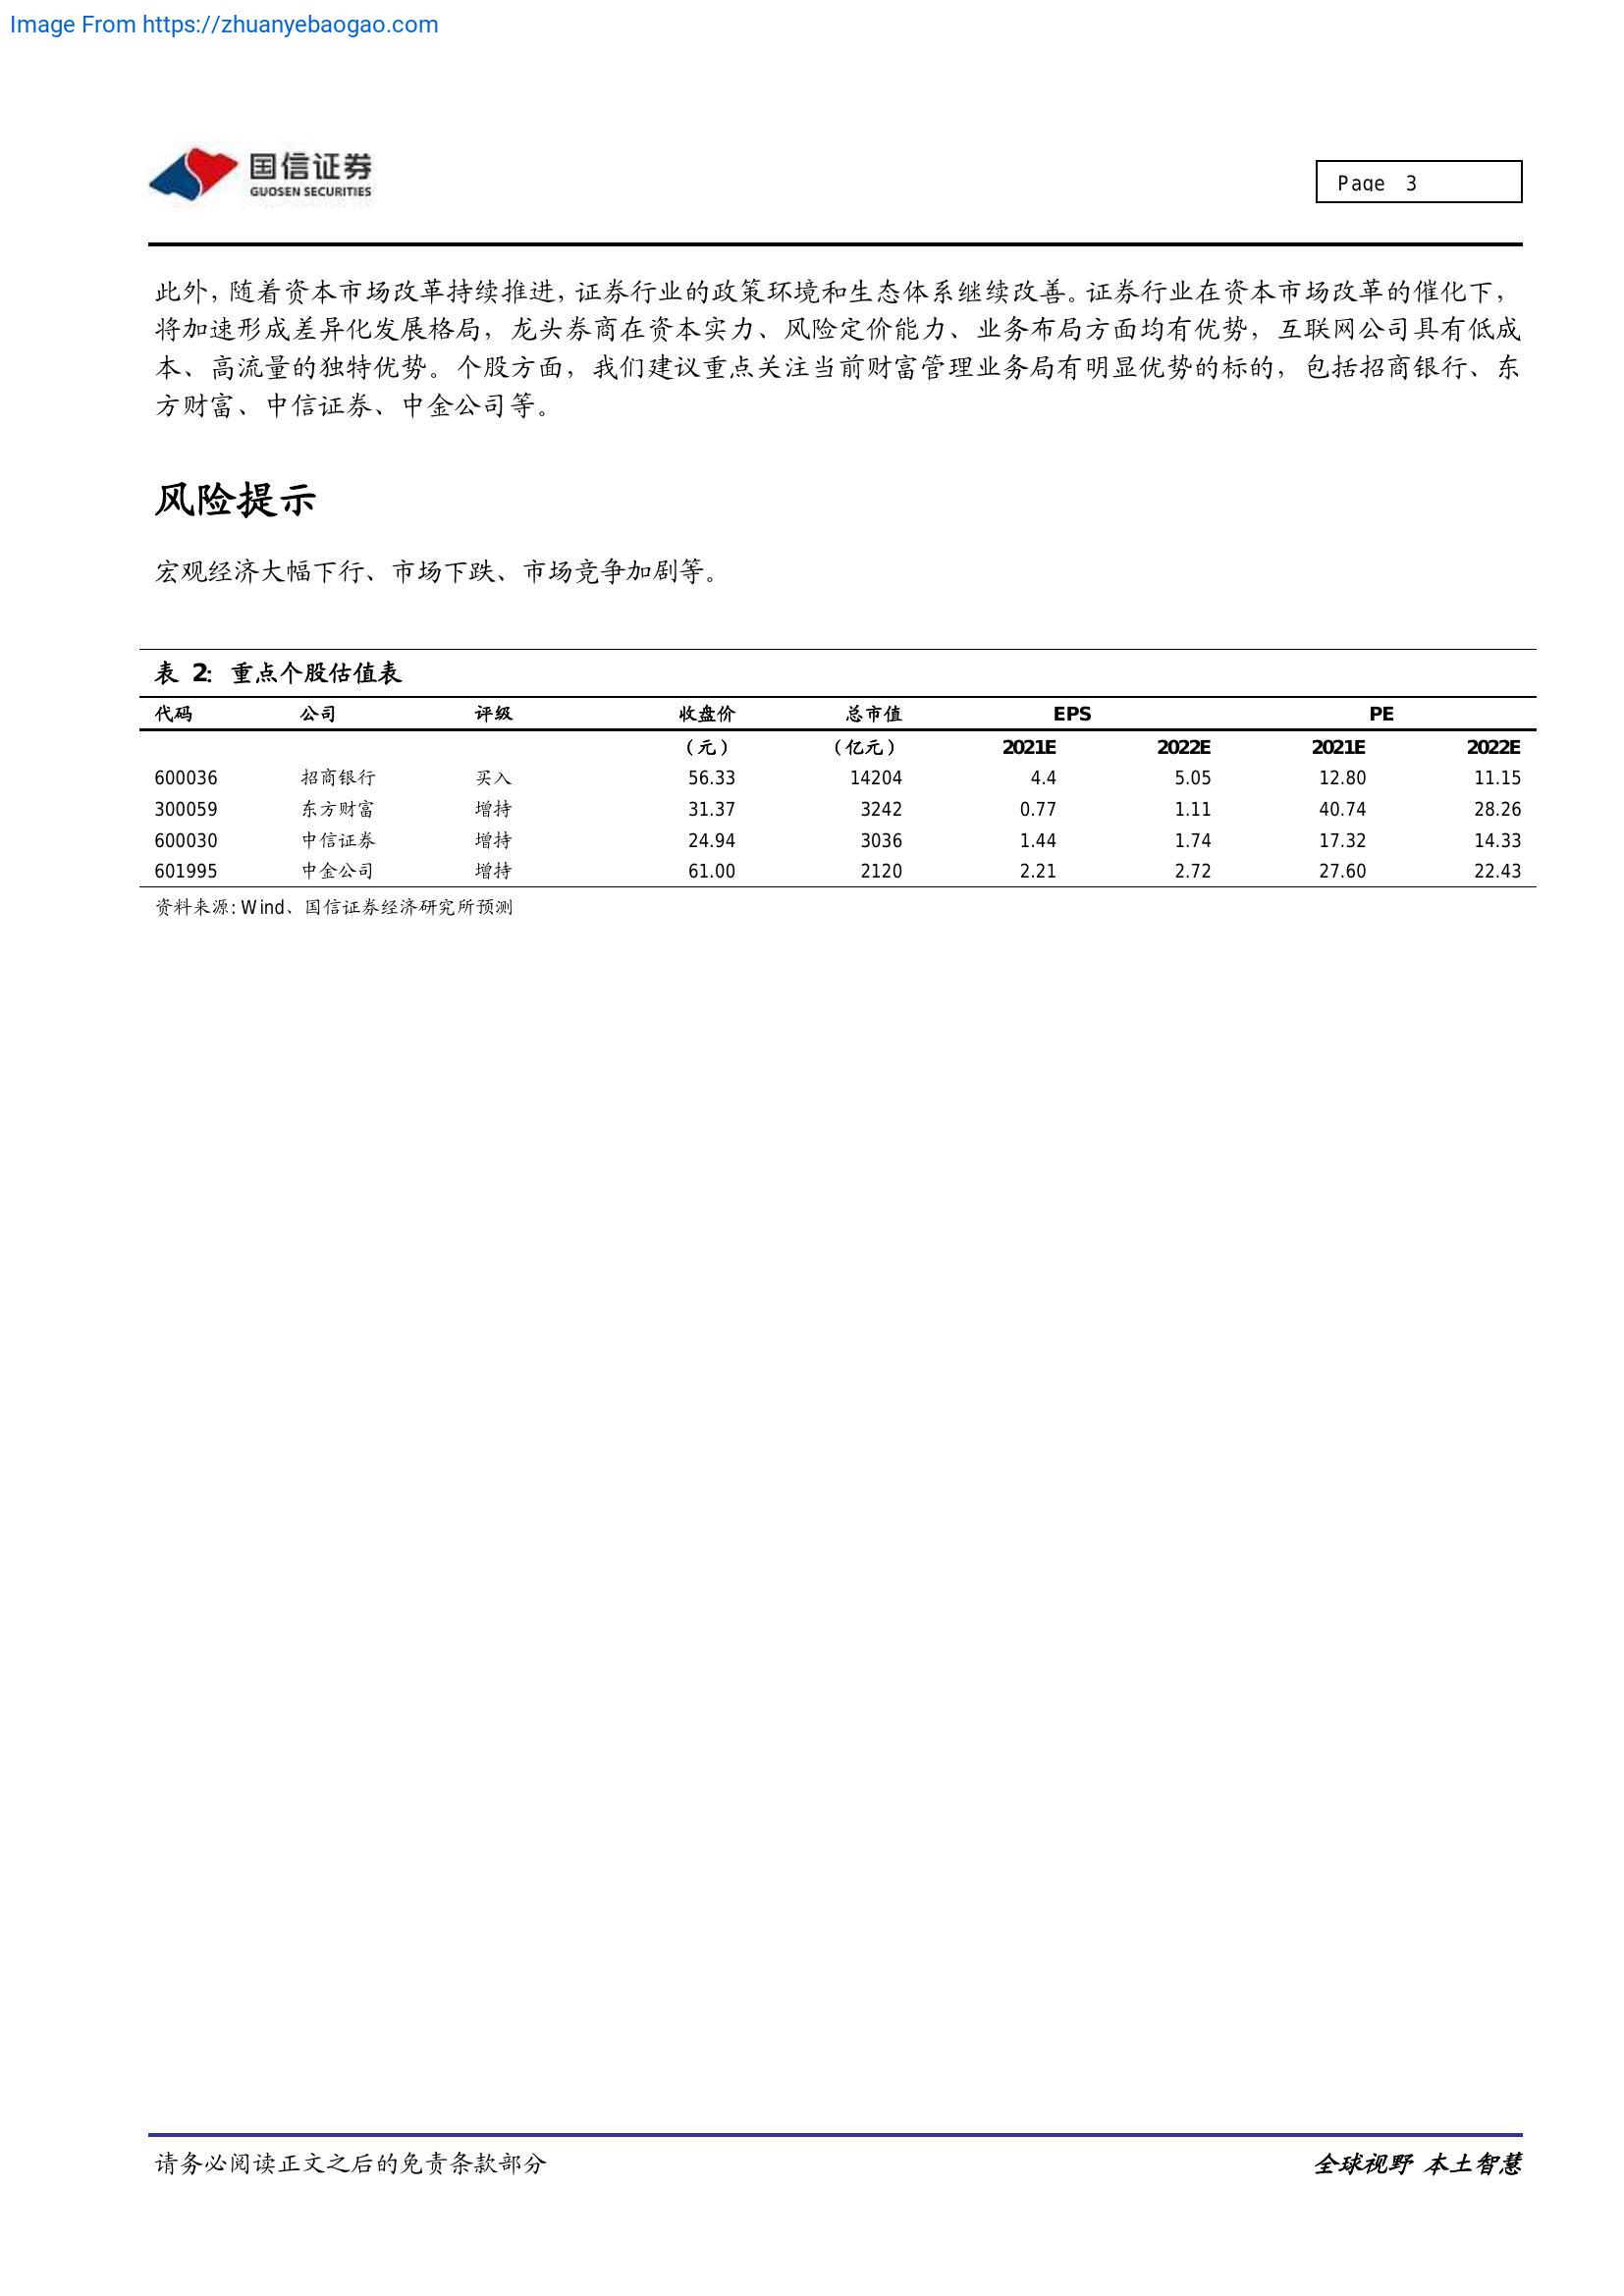 Image From https://zhuanyebaogao.com
国信证券
GUOSEN SECURITIES
Page 3
此外，随着资本市场改革持续推进，证券行业的政策环境和生态体系继续改善。证券行业在资本市场改革的催化下，
将加速形成差异化发展格局，龙头券商在资本实力、风险定价能力、业务布局方面均有优势，互联网公司具有低成
本、高流量的独特优势。个股方面，我们建议重点关注当前财富管理业务局有明显优势的标的，包括招商银行、东
方财富、中信证券、中金公司等。
风险提示
宏观经济大幅下行、市场下跌、市场竞争加剧等。
表 2：重点个股估值表
代码 公司 评级 收盘价 总市值 EPS PE
（元） （亿元） 2021E 2022E 2021E 2022E
600036 招商银行 买入 56.33 14204 4.4 5.05 12.80 11.15
300059 东方财富 增持 31.37 3242 0.77 1.11 40.74 28.26
600030 中信证券 增持 24.94 3036 1.44 1.74 17.32 14.33
601995 中金公司 增持 61.00 2120 2.21 2.72 27.60 22.43
资料来源: Wind、国信证券经济研究所预测
请务必阅读正文之后的免责条款部分 全球视野 本土智慧